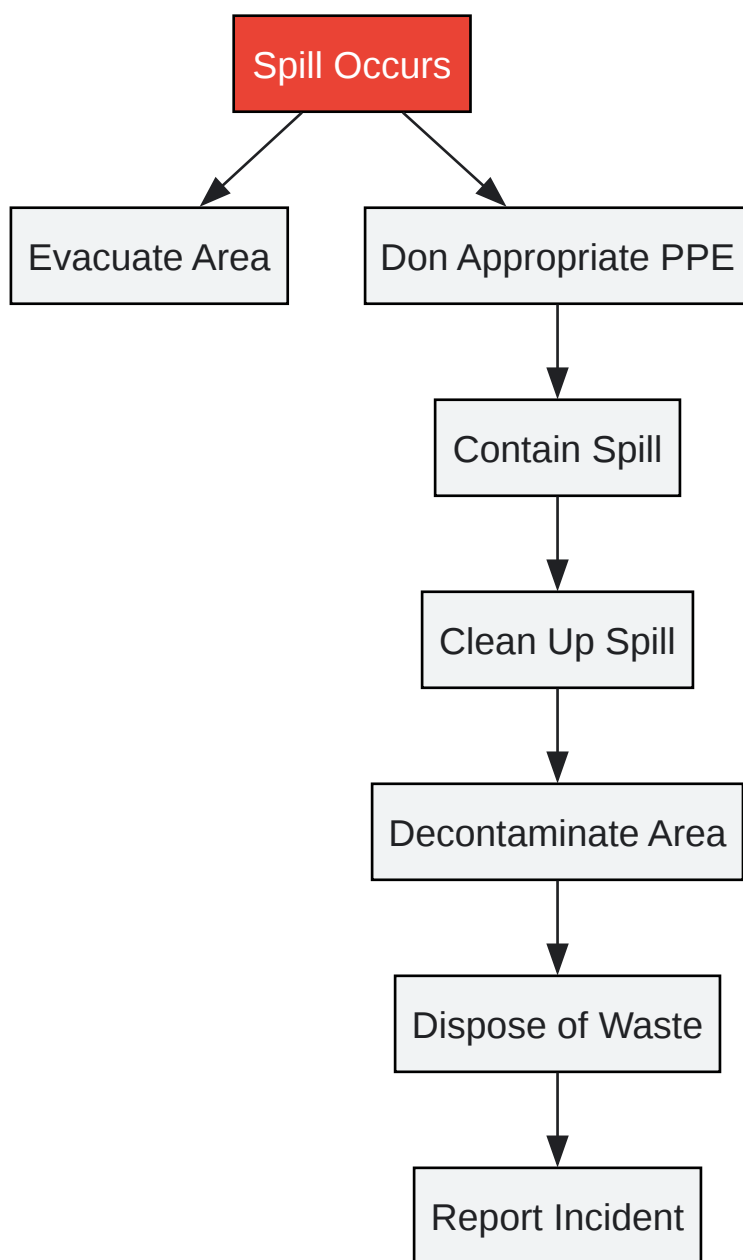 Spill Occurs
Evacuate Area
Don Appropriate PPE
Contain Spill
Clean Up Spill
Decontaminate Area
Dispose of Waste
Report Incident